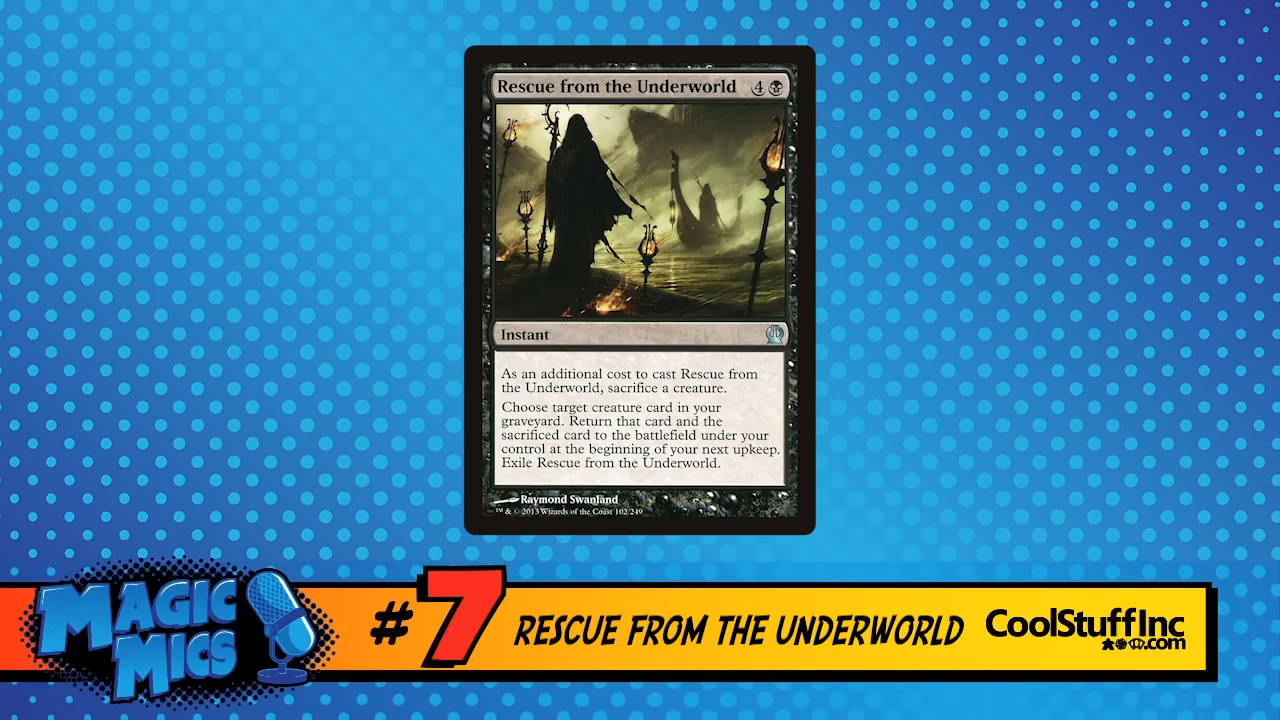 Rescue from the Underworld 4
Instant
As an additional cost to cast Rescue from
the Underworld, sacrifice a creature.
Choose target creature card in your
graveyard. Return that card and the
sacrificed card to the battlefield under your
control at the beginning of your next upkeep.
Exile Rescue from the Underworld.
Raymond Swanland
™ & © 2013 Wizards of the Coast 102/249
MAGIC
MICS
#7 RESCUE FROM THE UNDERWORLD
CoolStuffInc
.com